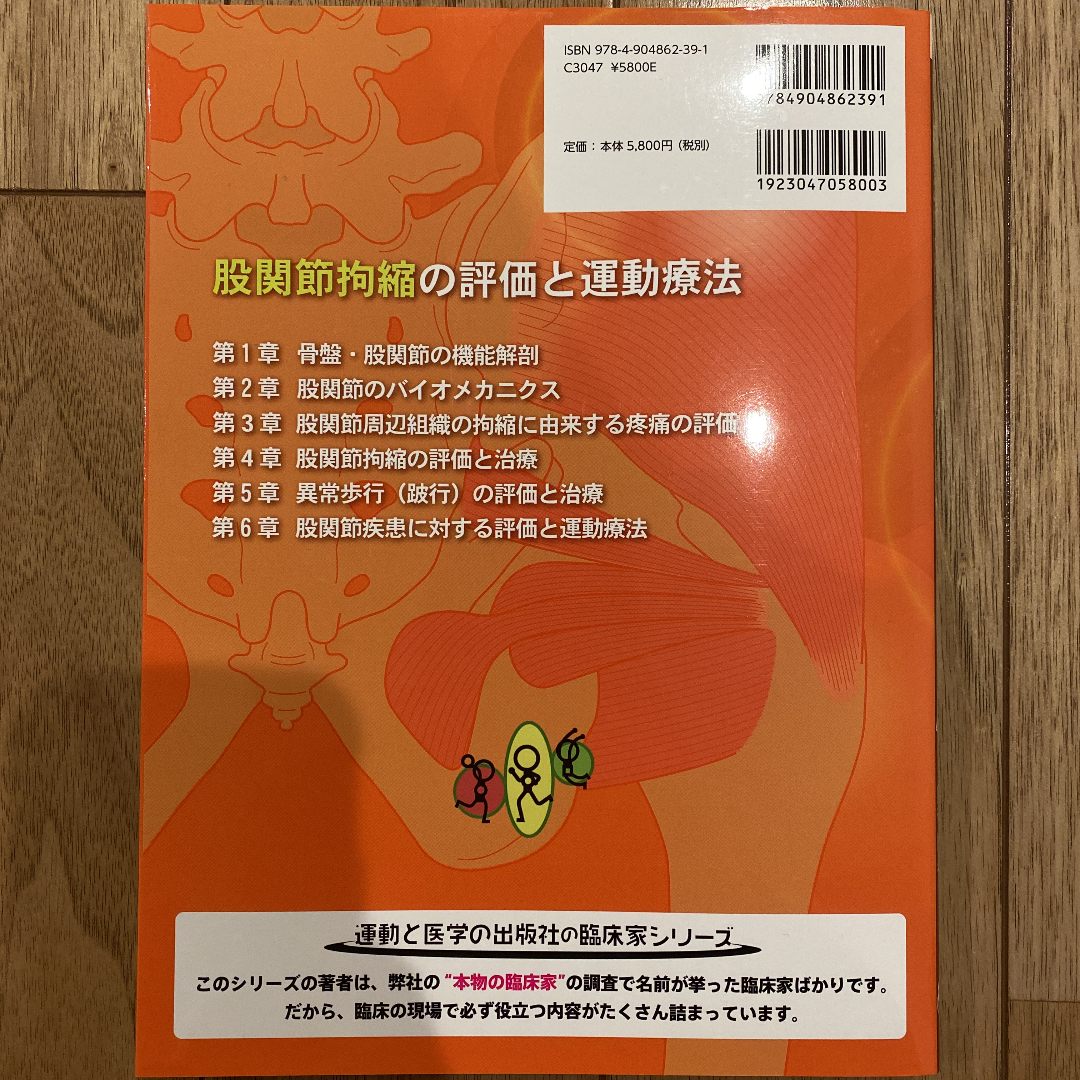 ISBN 978-4-904862-39-1
C3047 ¥5800E
784904862391
定価：本体5,800円（税別）
1923047058003
股関節拘縮の評価と運動療法
第1章 骨盤・股関節の機能解剖
第2章 股関節のバイオメカニクス
第3章 股関節周辺組織の拘縮に由来する疼痛の評価
第4章 股関節拘縮の評価と治療
第5章 異常歩行（跛行）の評価と治療
第6章 股関節疾患に対する評価と運動療法
運動と医学の出版社の臨床家シリーズ
このシリーズの著者は、弊社の“本物の臨床家”の調査で名前が挙った臨床家ばかりです。
だから、臨床の現場で必ず役立つ内容がたくさん詰まっています。